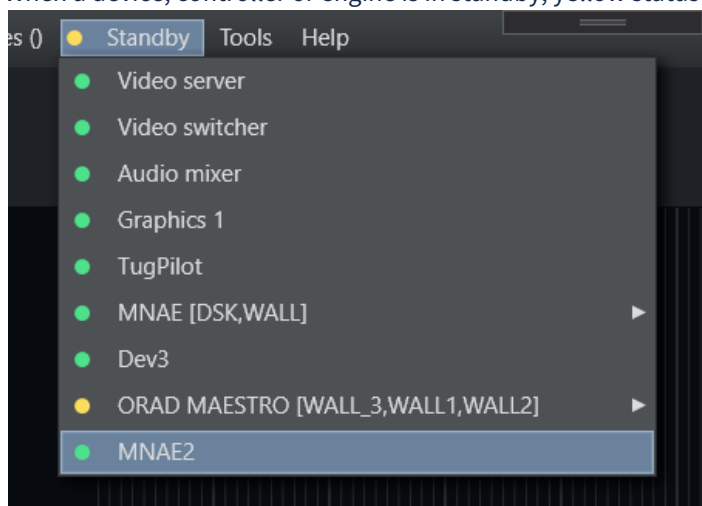 When a device, controller or engine is in standby, yellow status
es () Standby Tools Help
Video server
Video switcher
Audio mixer
Graphics 1
TugPilot
MNAE [DSK,WALL]
Dev3
ORAD MAESTRO [WALL_3,WALL1,WALL2]
MNAE2